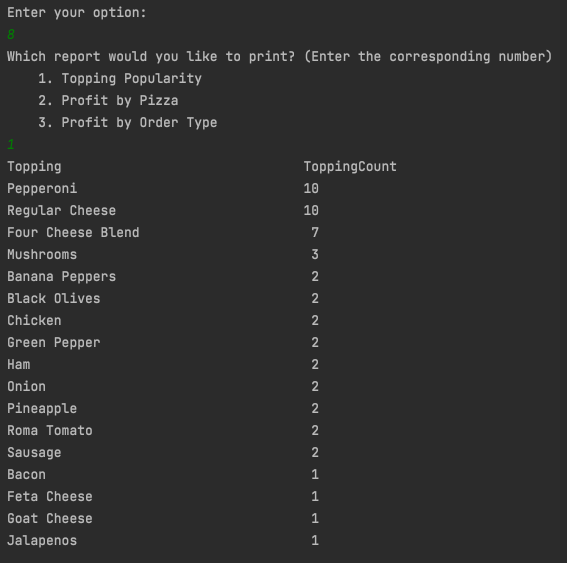 Enter your option:
8
Which report would you like to print? (Enter the corresponding number)
1. Topping Popularity
2. Profit by Pizza
3. Profit by Order Type
1
Topping ToppingCount
Pepperoni 10
Regular Cheese 10
Four Cheese Blend 7
Mushrooms 3
Banana Peppers 2
Black Olives 2
Chicken 2
Green Pepper 2
Ham 2
Onion 2
Pineapple 2
Roma Tomato 2
Sausage 2
Bacon 1
Feta Cheese 1
Goat Cheese 1
Jalapenos 1